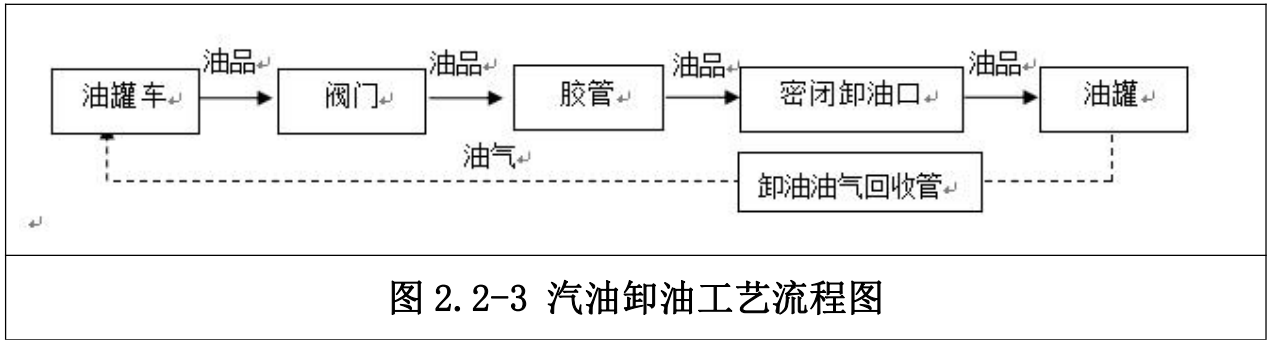 油品 油品 油品 油品
油罐车 阀门 胶管 密闭卸油口 油罐
油气
卸油油气回收管
图 2.2-3 汽油卸油工艺流程图